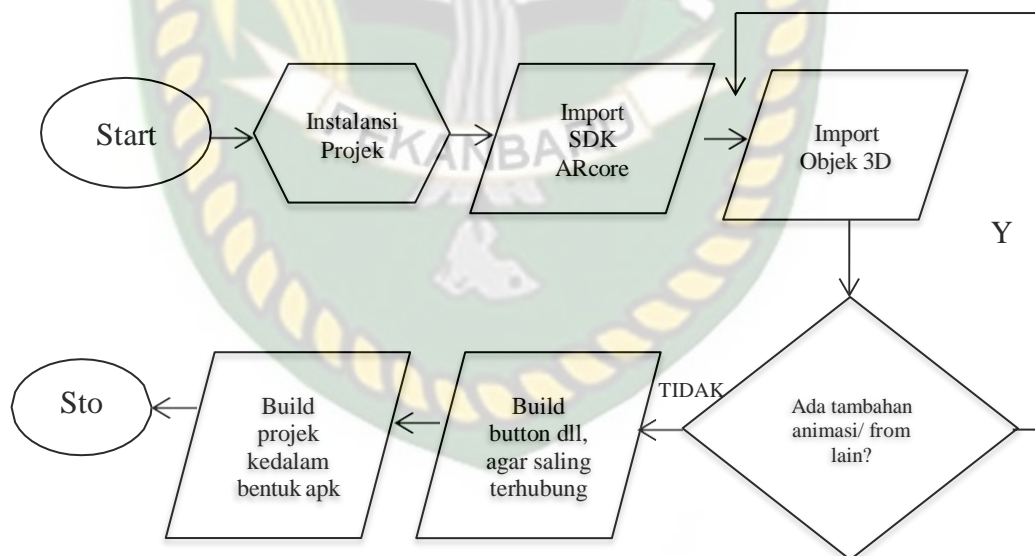 Start
Instalansi
Projek
Import
SDK
ARcore
Import
Objek 3D
Y
Ada tambahan
animasi/ from
lain?
TIDAK
Build
button dll,
agar saling
terhubung
Build
projek
kedalam
bentuk apk
Sto
PEKANBARU